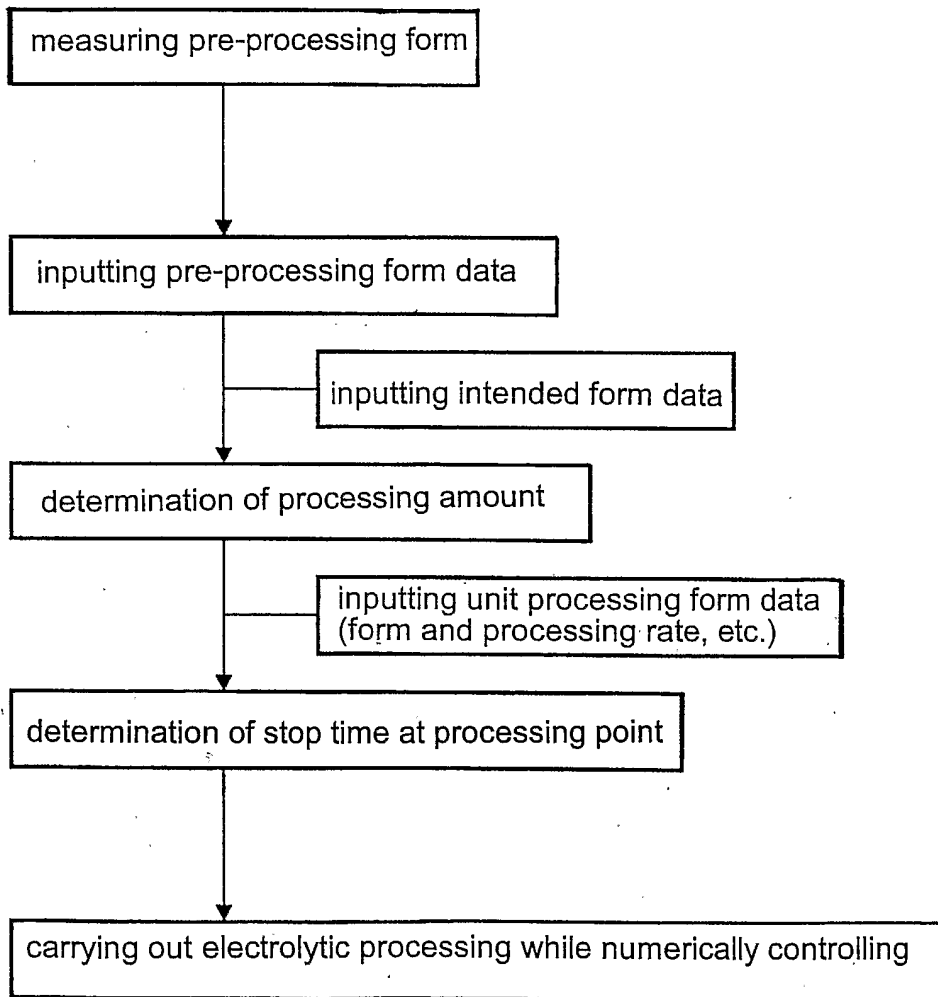 measuring pre-processing form
inputting pre-processing form data
inputting intended form data
determination of processing amount
inputting unit processing form data
(form and processing rate, etc.)
determination of stop time at processing point
carrying out electrolytic processing while numerically controlling